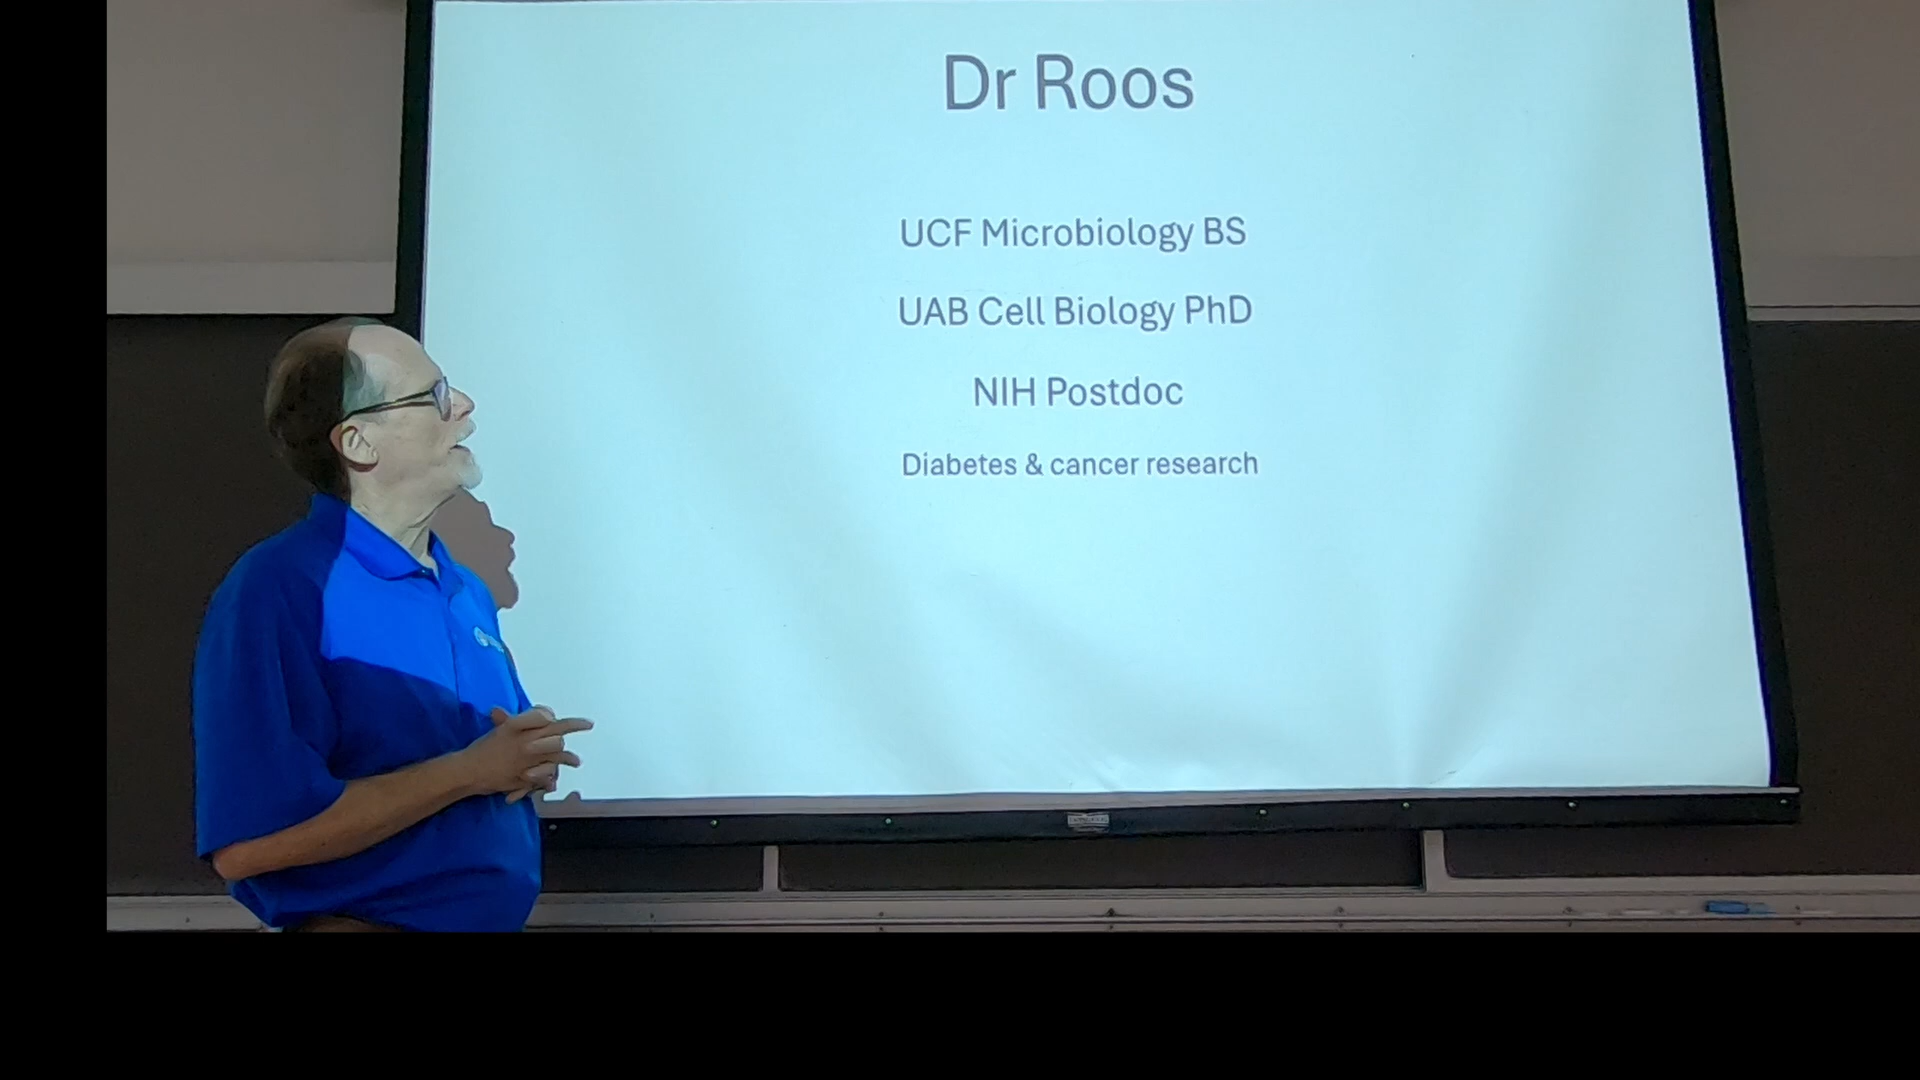 Dr Roos
UCF Microbiology BS
UAB Cell Biology PhD
NIH Postdoc
Diabetes & cancer research